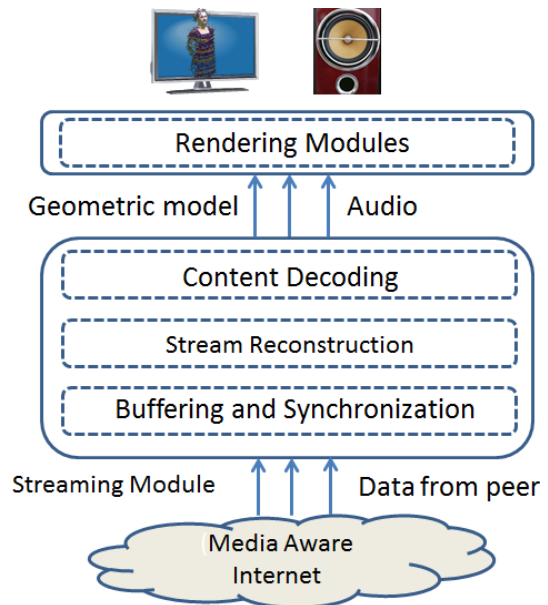 Rendering Modules
Geometric model
Audio
Content Decoding
Stream Reconstruction
Buffering and Synchronization
Streaming Module
Data from peer
(Media Aware
Internet